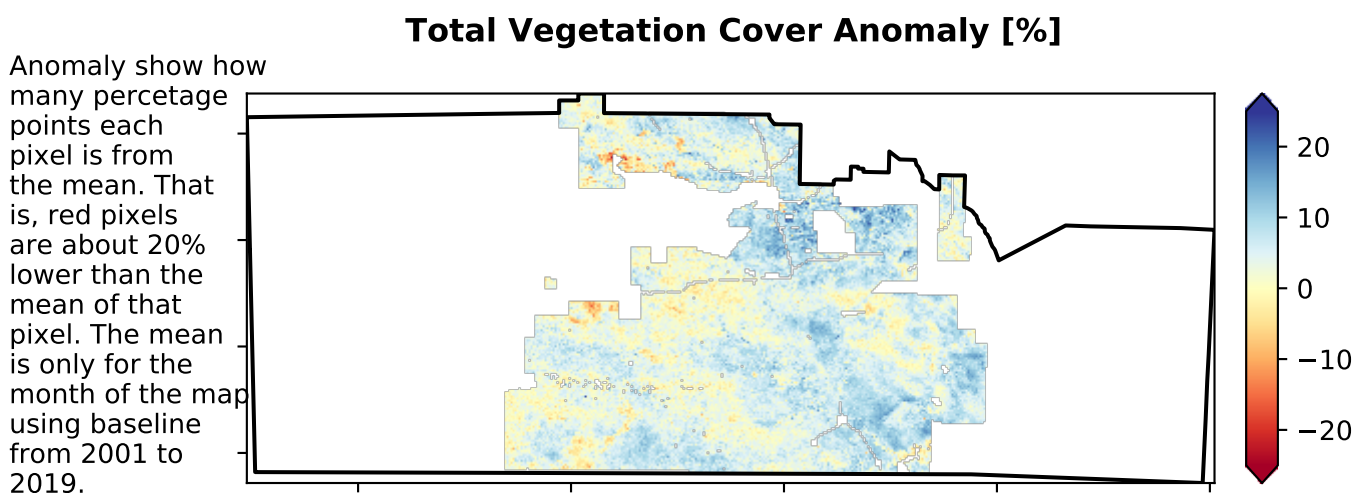 Total Vegetation Cover Anomaly [%]
Anomaly show how
many percetage
points each
pixel is from
the mean. That
is, red pixels
are about 20%
lower than the
mean of that
pixel. The mean
is only for the
month of the map
using baseline
from 2001 to
2019.
20
10
0
−10
−20